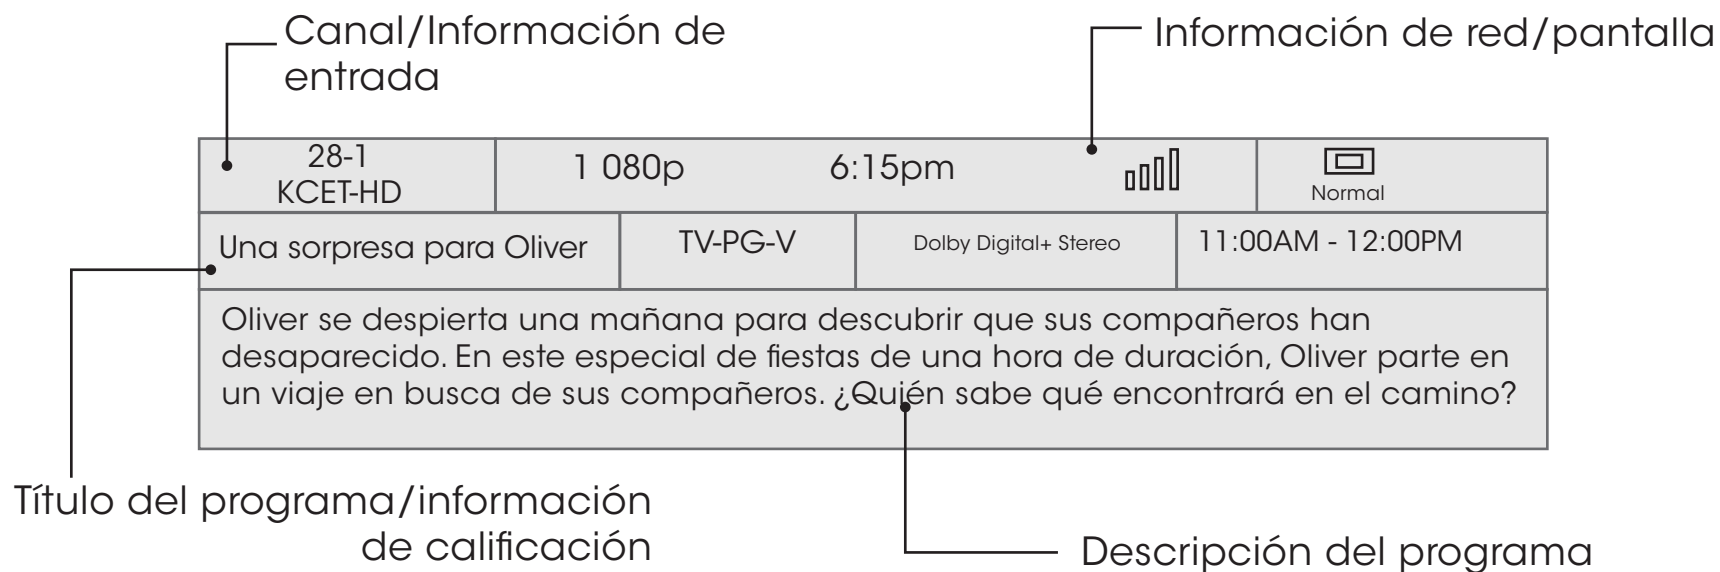 Canal/Información de
entrada
Información de red/pantalla
28-1
KCET-HD
1 080p
6:15pm
Normal
Una sorpresa para Oliver
TV-PG-V
Dolby Digital+ Stereo
11:00AM - 12:00PM
Oliver se despierta una mañana para descubrir que sus compañeros han
desaparecido. En este especial de fiestas de una hora de duración, Oliver parte en
un viaje en busca de sus compañeros. ¿Quién sabe qué encontrará en el camino?
Título del programa/información
de calificación
Descripción del programa